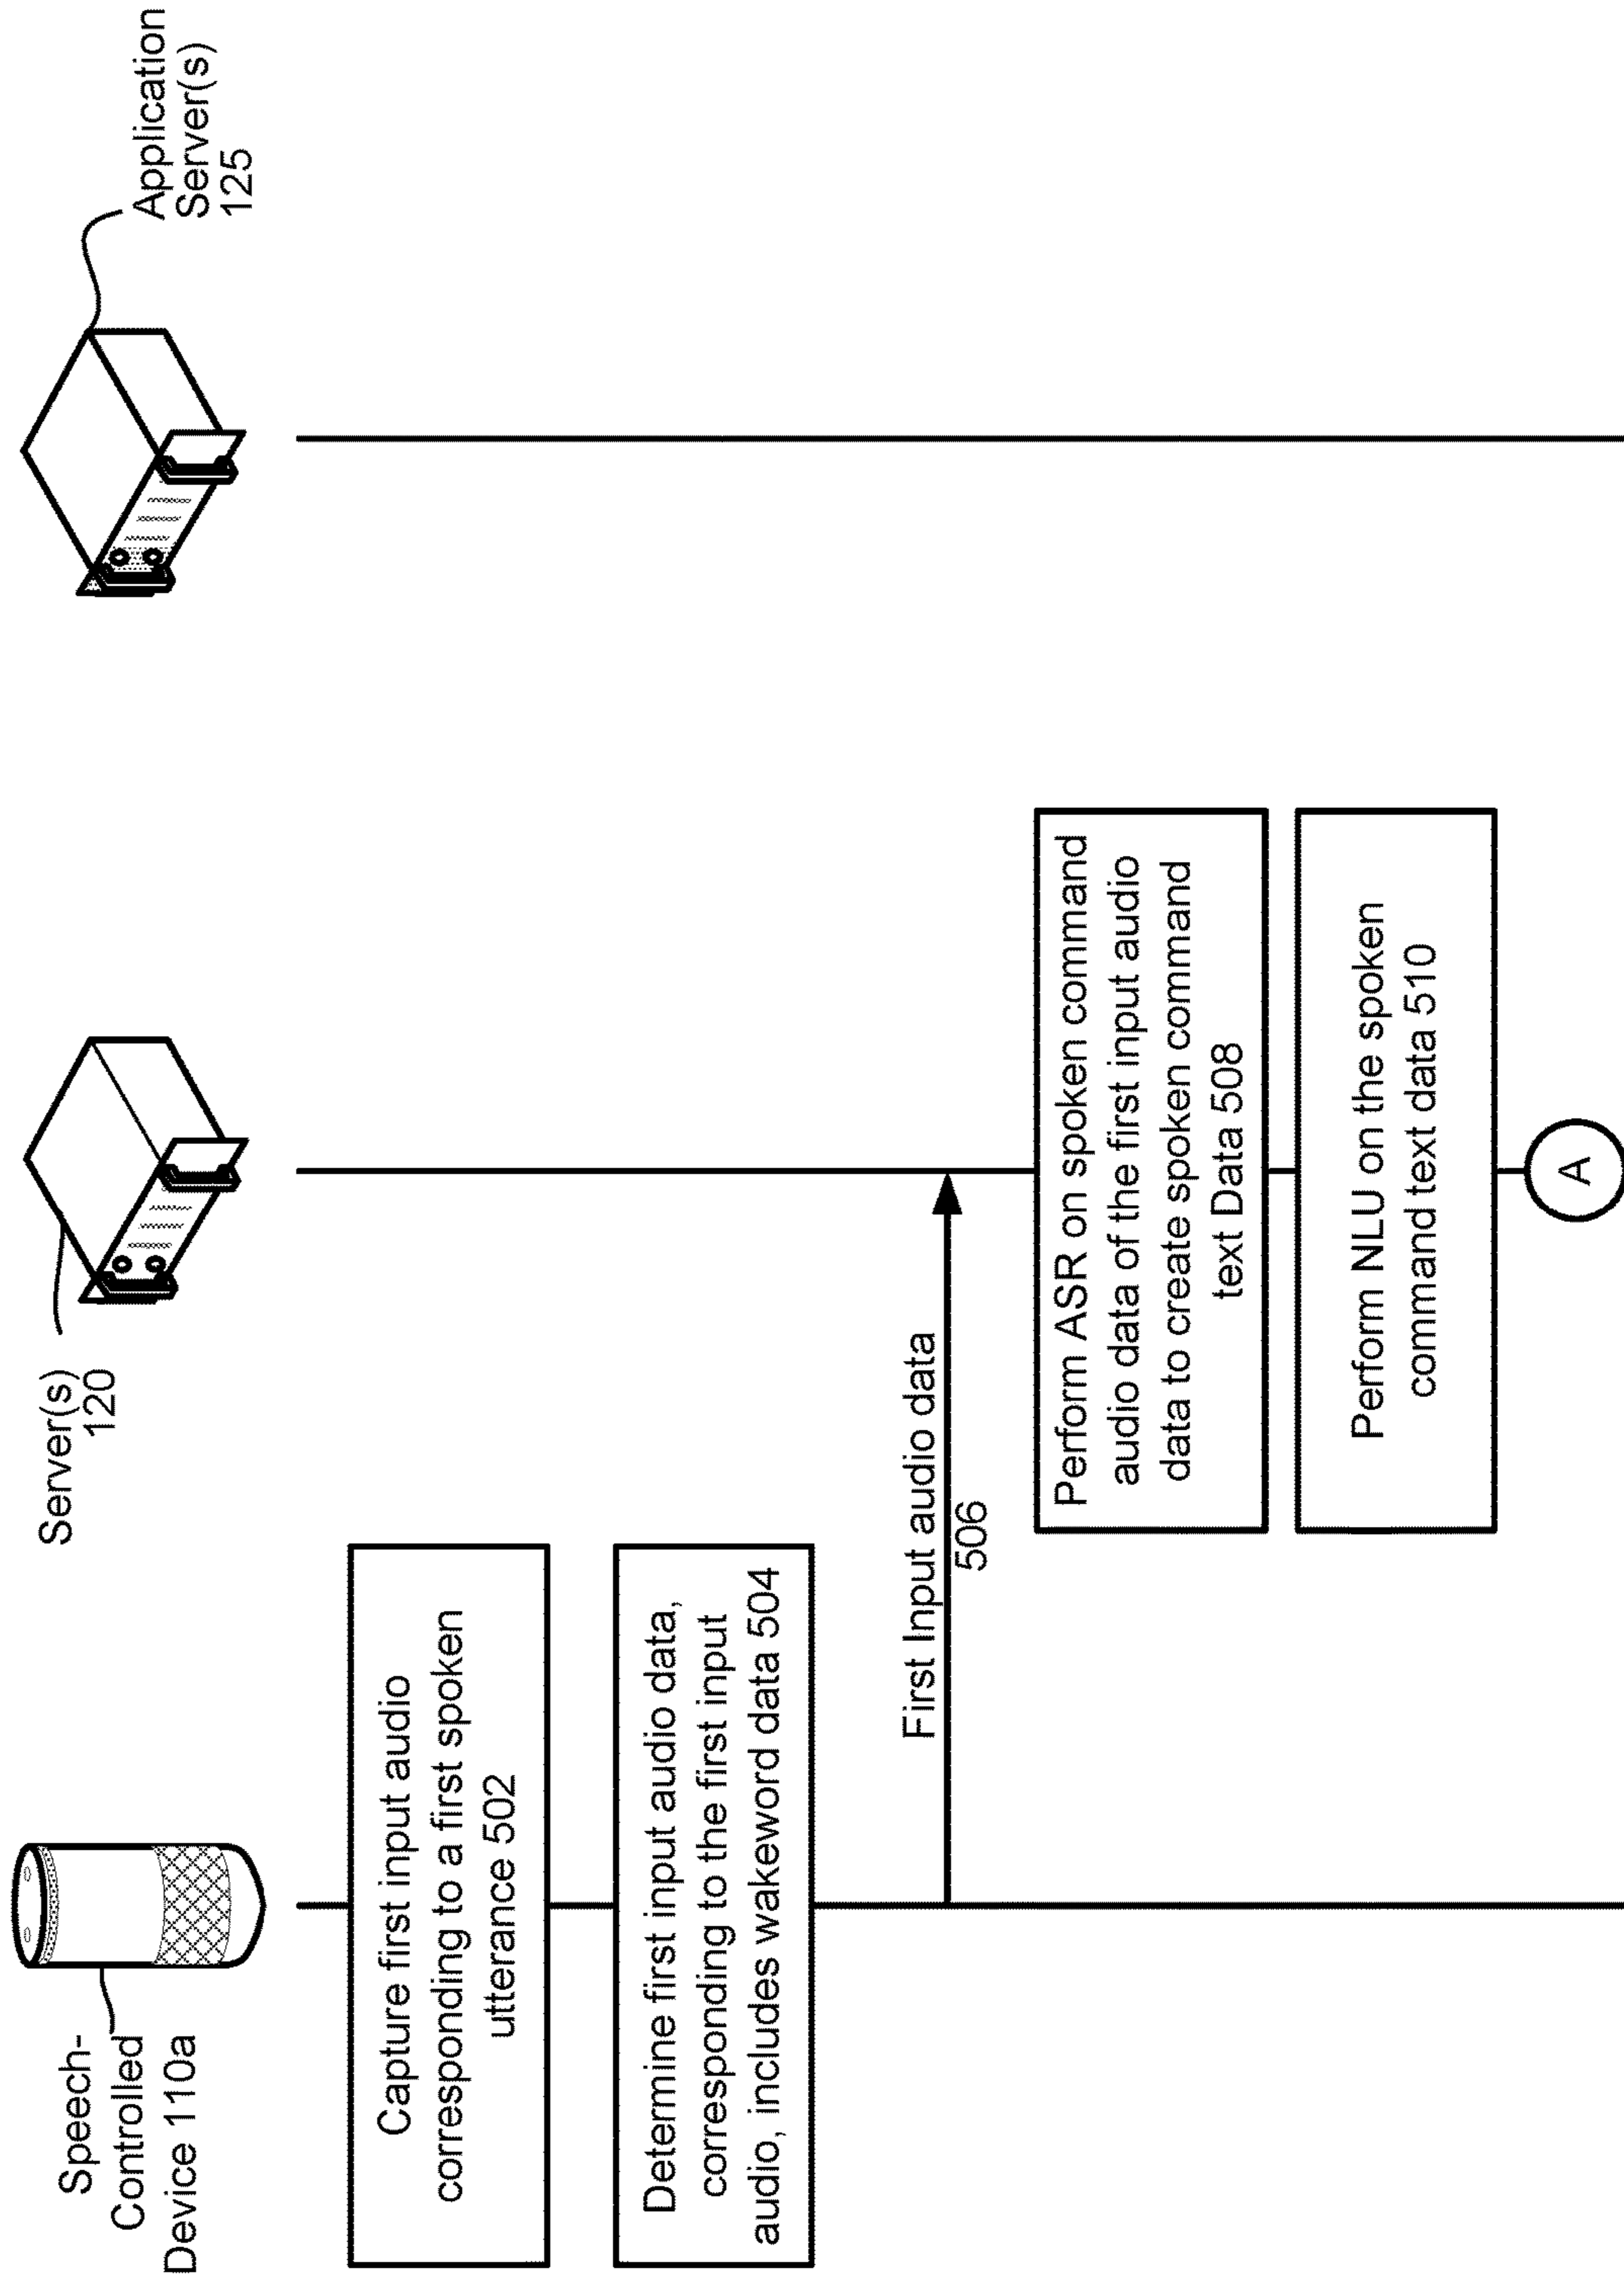 Speech-
Controlled
Device 110a
Server(s)
120
Application
Server(s)
125
Capture first input audio
corresponding to a first spoken
utterance 502
Determine first input audio data,
corresponding to the first input
audio, includes wakeword data 504
First Input audio data
506
Perform ASR on spoken command
audio data of the first input audio
data to create spoken command
text Data 508
Perform NLU on the spoken
command text data 510
A